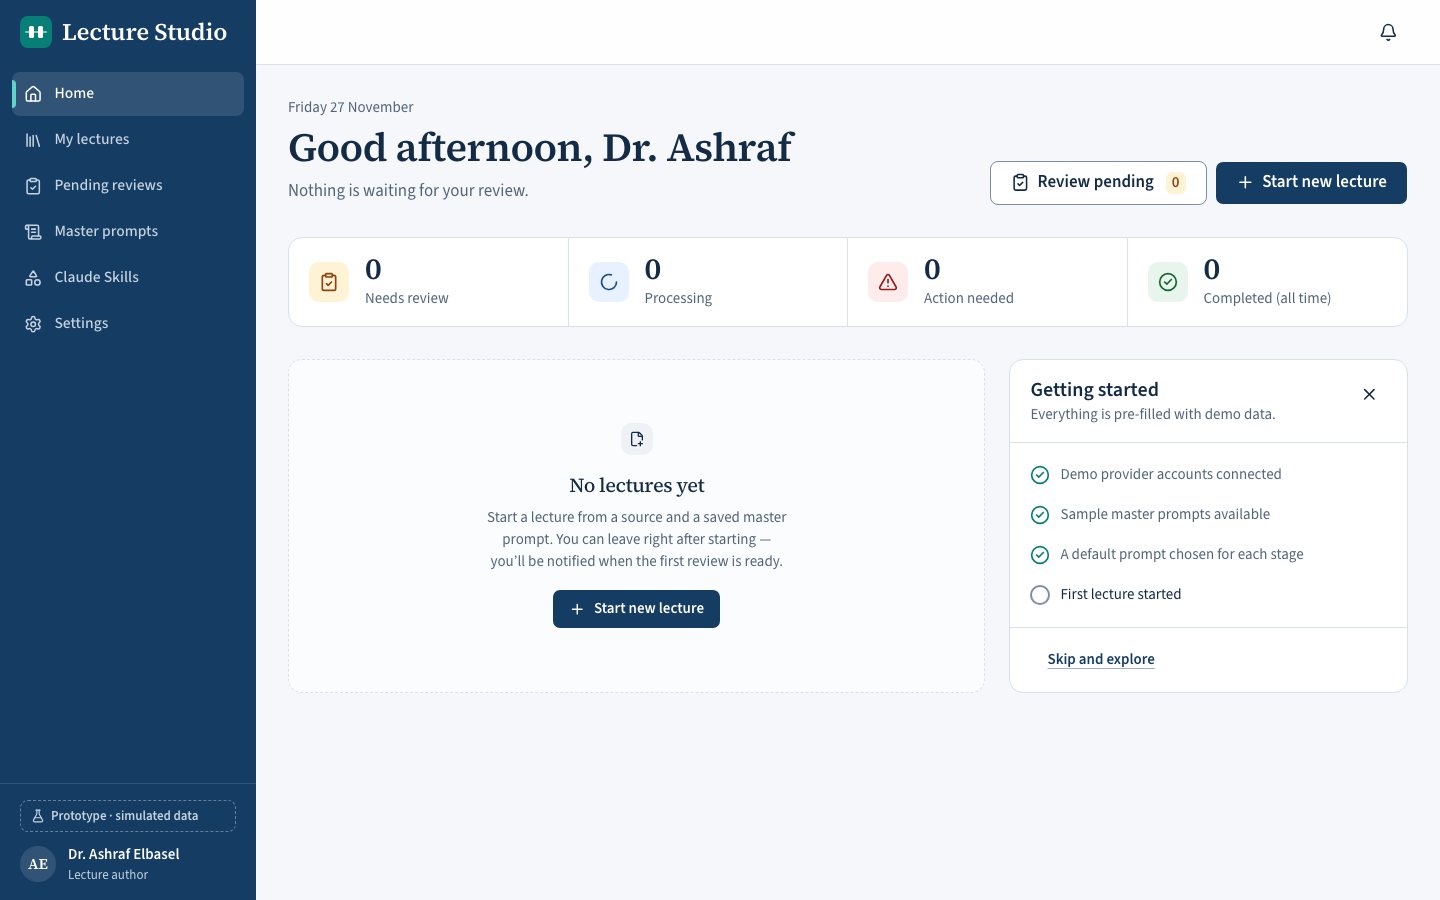 Lecture Studio
Home
My lectures
Pending reviews
Master prompts
Claude Skills
Settings
Prototype · simulated data
AE
Dr. Ashraf Elbasel
Lecture author
Friday 27 November
Good afternoon, Dr. Ashraf
Nothing is waiting for your review.
Review pending 0
Start new lecture
0
Needs review
0
Processing
0
Action needed
0
Completed (all time)
No lectures yet
Start a lecture from a source and a saved master
prompt. You can leave right after starting —
you’ll be notified when the first review is ready.
Start new lecture
Getting started
Everything is pre-filled with demo data.
Demo provider accounts connected
Sample master prompts available
A default prompt chosen for each stage
First lecture started
Skip and explore